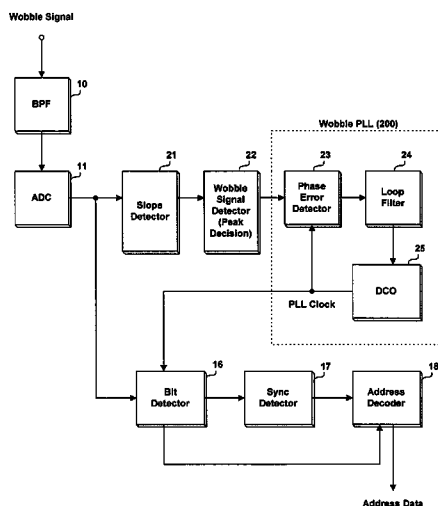 Wobble Signal
10
BPF
11
ADC
21
Slope
Detector
22
Wobble
Signal
Detector
(Peak
Decision)
Wobble PLL (200)
23
Phase
Error
Detector
24
Loop
Filter
25
DCO
PLL Clock
16
Bit
Detector
17
Sync
Detector
18
Address
Decoder
Address Data